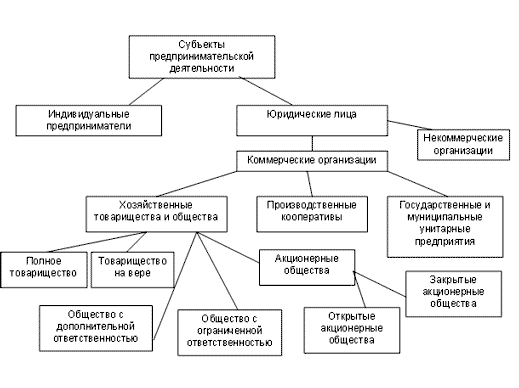 Субъекты
предпринимательской
деятельности
Индивидуальные
предприниматели
Юридические лица
Некоммерческие
организации
Коммерческие организации
Хозяйственные
товарищества и общества
Производственные
кооперативы
Государственные и
муниципальные
унитарные
предприятия
Полное
товарищество
Товарищество
на вере
Акционерные
общества
Закрытые
акционерные
общества
Общество с
дополнительной
ответственностью
Общество с
ограниченной
ответственностью
Открытые
акционерные
общества